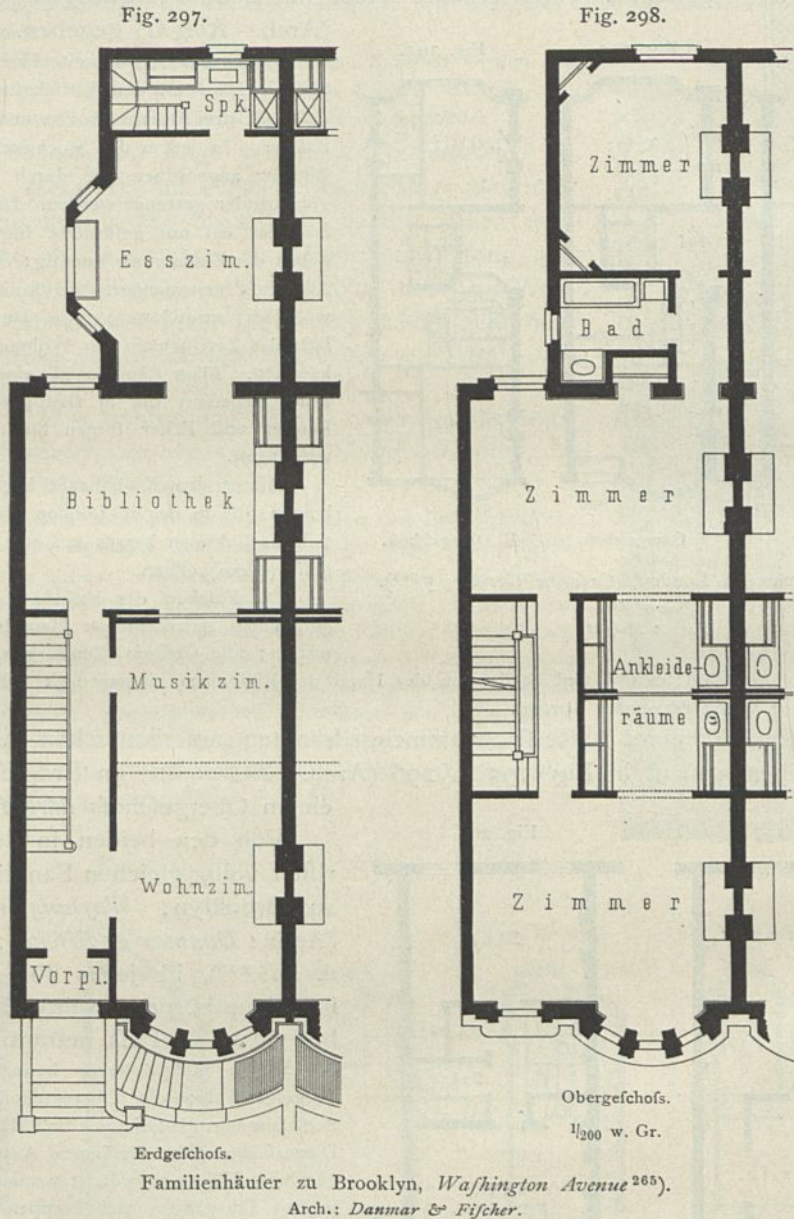 Fig. 297.
Spk.
Esszim.
Bibliothek
Musikzim.
Wohnzim.
Vorpl.
Erdgeſchoſs.
Fig. 298.
Zimmer
Bad
Zimmer
Ankleide-
räume
Zimmer
Obergeſchoſs.
1/200 w. Gr.
Familienhäuſer zu Brooklyn, Waſhington Avenue 265).
Arch.: Danmar & Fiſcher.